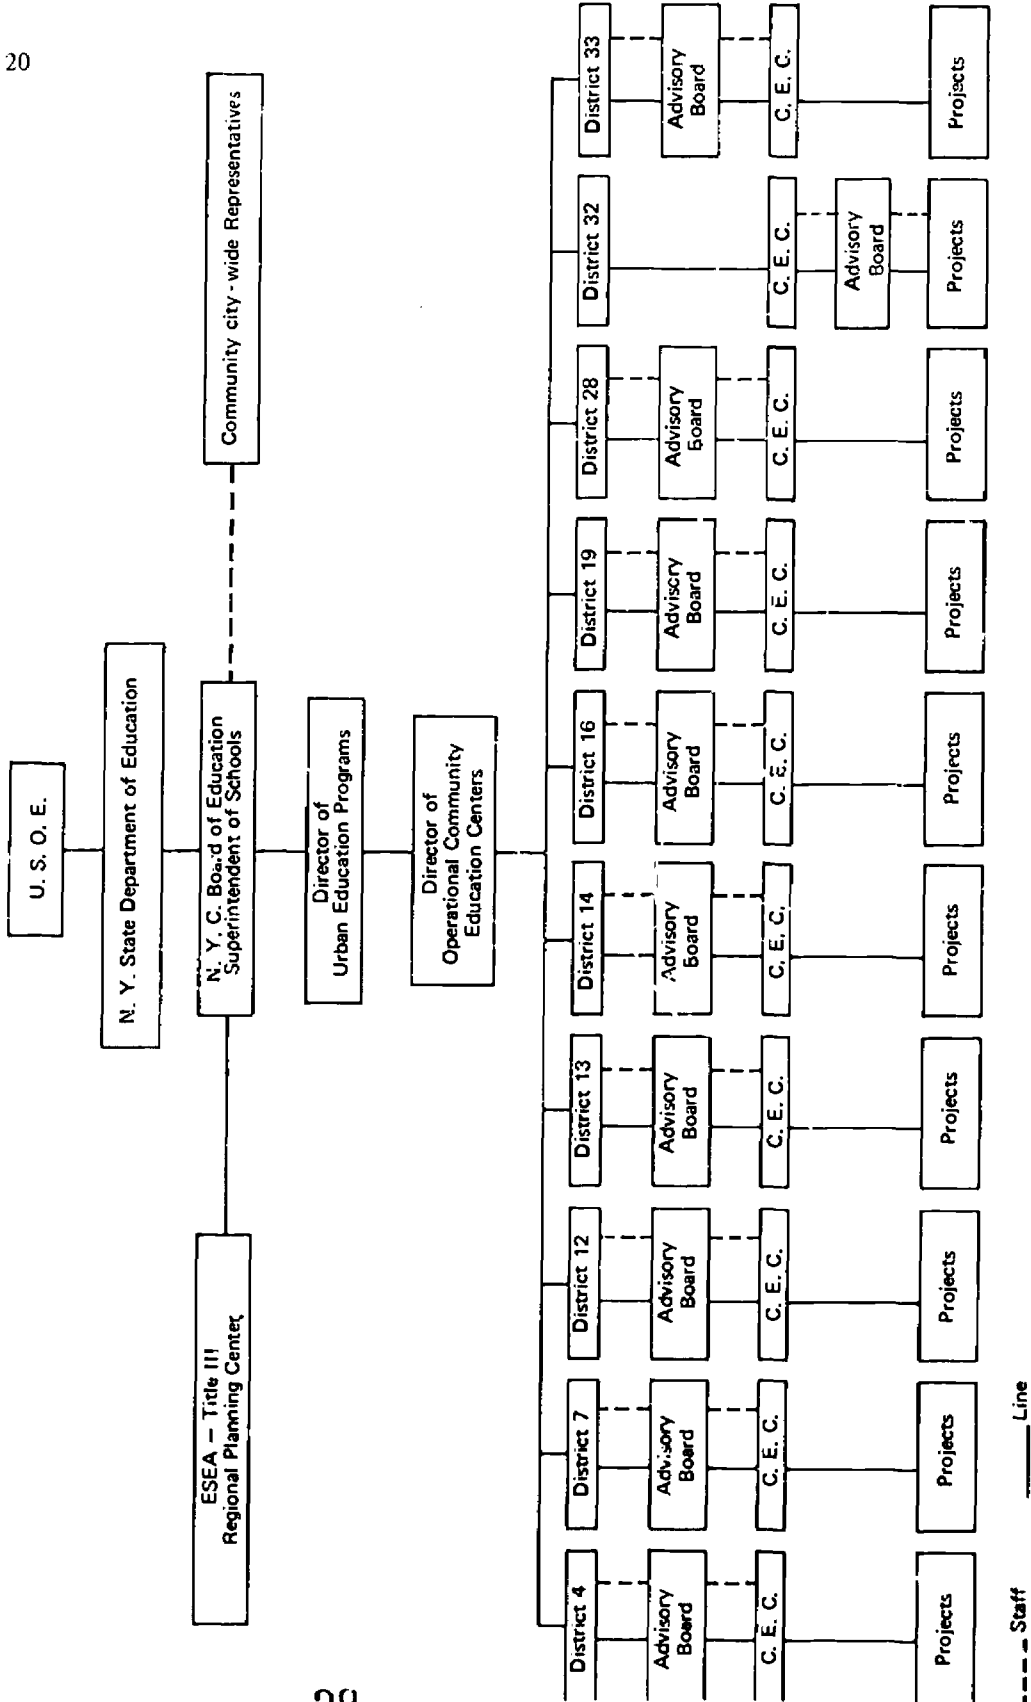 20
U. S. O. E.
N. Y. State Department of Education
ESEA – Title III
Regional Planning Center
N. Y. C. Board of Education
Superintendent of Schools
Community city - wide Representatives
Director of
Urban Education Programs
Director of
Operational Community
Education Centers
District 4
District 7
District 12
District 13
District 14
District 16
District 19
District 28
District 32
District 33
Advisory
Board
Advisory
Board
Advisory
Board
Advisory
Board
Advisory
Board
Advisory
Board
Advisory
Board
Advisory
Board
Advisory
Board
C. E. C.
C. E. C.
C. E. C.
C. E. C.
C. E. C.
C. E. C.
C. E. C.
C. E. C.
C. E. C.
C. E. C.
Advisory
Board
Projects
Projects
Projects
Projects
Projects
Projects
Projects
Projects
Projects
Projects
Staff
Line